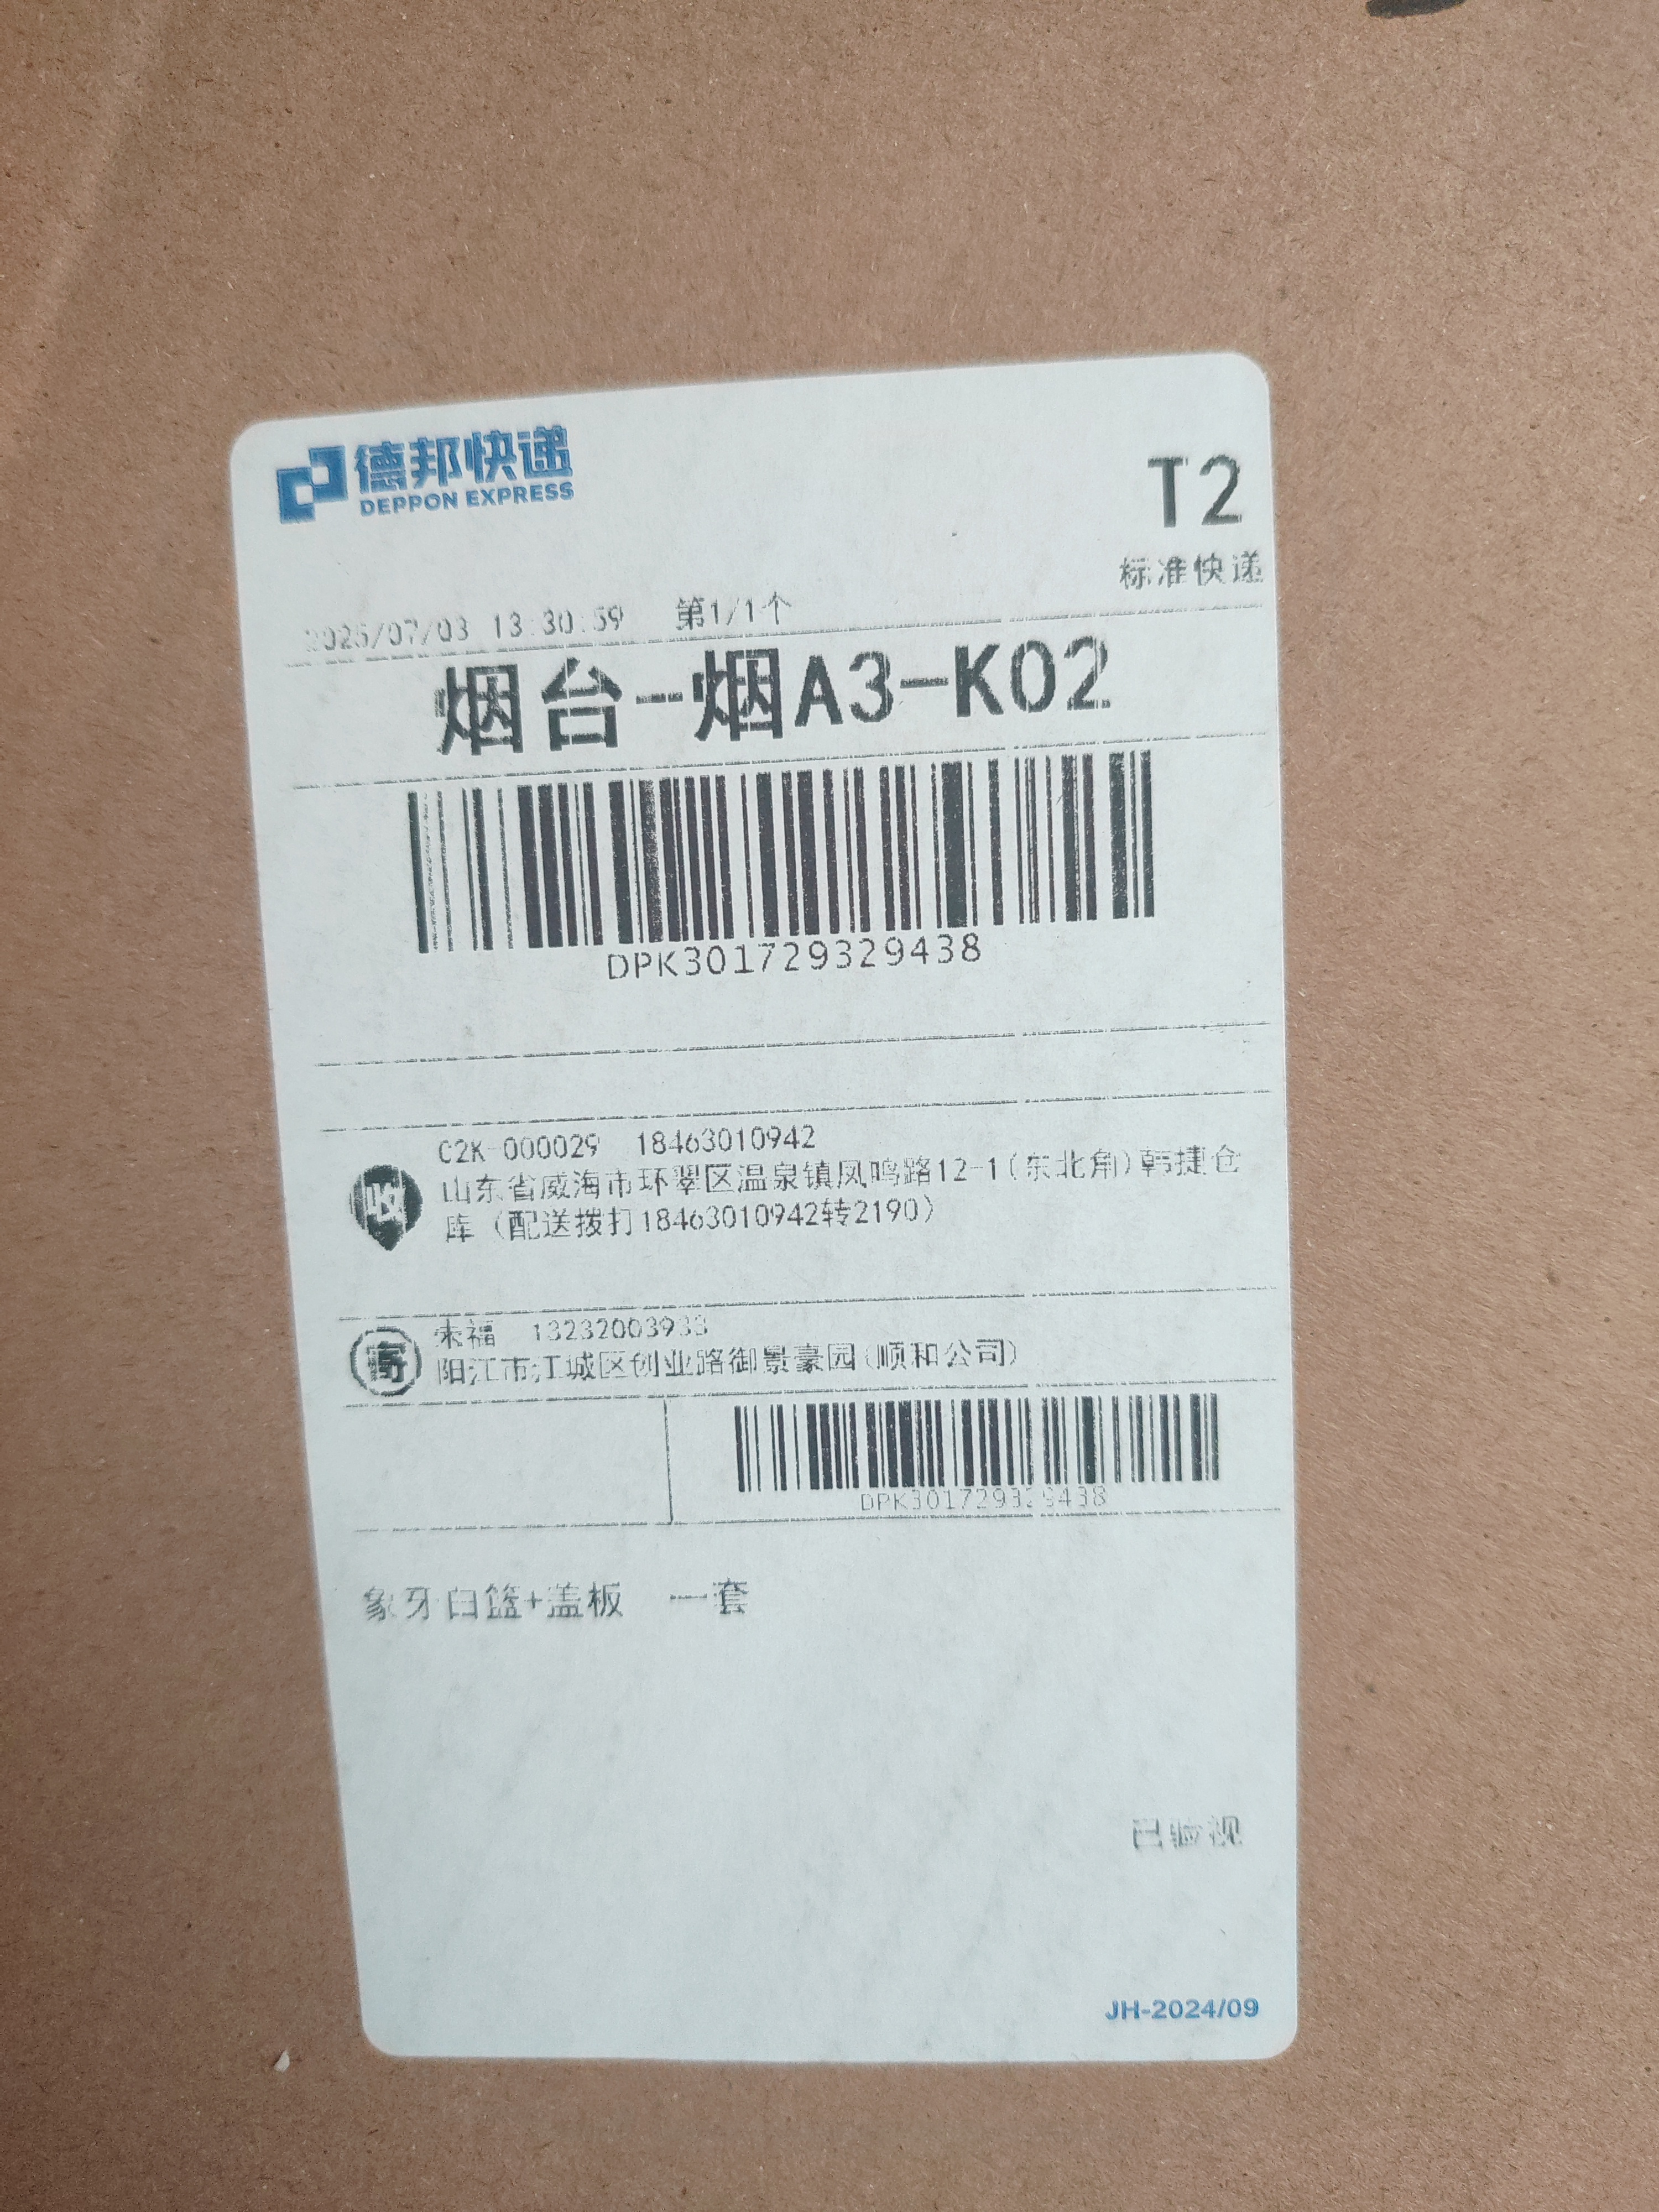 德邦快递
DEPPON EXPRESS
T2
标准快递
2025/07/03 13:30:59 第1/1个
烟台-烟A3-K02
DPK301729329438
收
C2K-000029 18463010942
山东省威海市环翠区温泉镇凤鸣路12-1(东北角)韩捷仓
库（配送拨打18463010942转2190）
寄
福 13232003933
阳江市江城区创业路御景豪园(顺和公司)
DPK301729329438
象牙白篮+盖板 一套
已验视
JH-2024/09